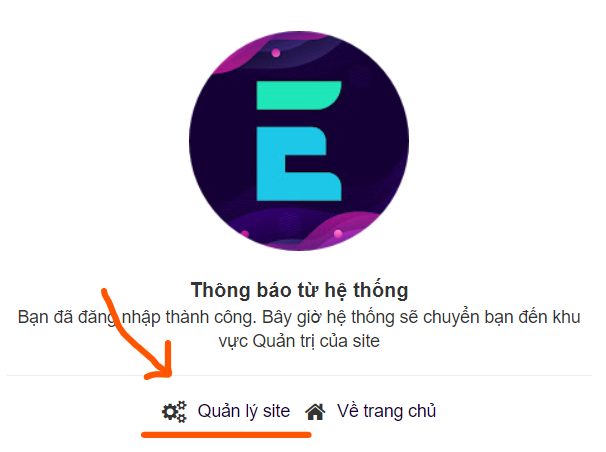 Thông báo từ hệ thống
Bạn đã đăng nhập thành công. Bây giờ hệ thống sẽ chuyển bạn đến khu
vực Quản trị của site
Quản lý site Về trang chủ